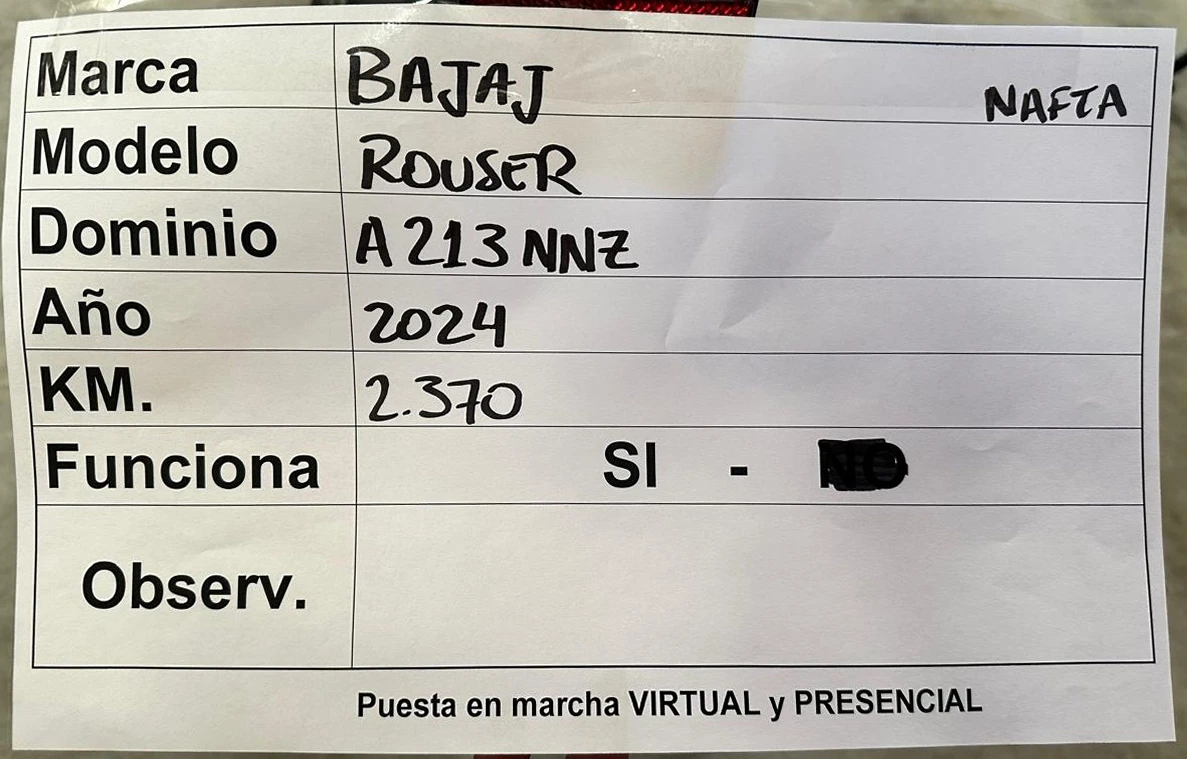 Marca BAJAJ NAFTA
Modelo ROUSER
Dominio A213NNZ
Año 2024
KM. 2.370
Funciona SI - NO
Observ.
Puesta en marcha VIRTUAL y PRESENCIAL